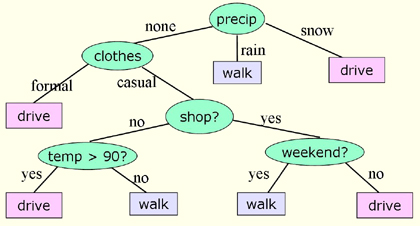 precip
none
rain
snow
clothes
walk
drive
formal
casual
drive
shop?
no
yes
temp > 90?
weekend?
yes
no
yes
no
drive
walk
walk
drive